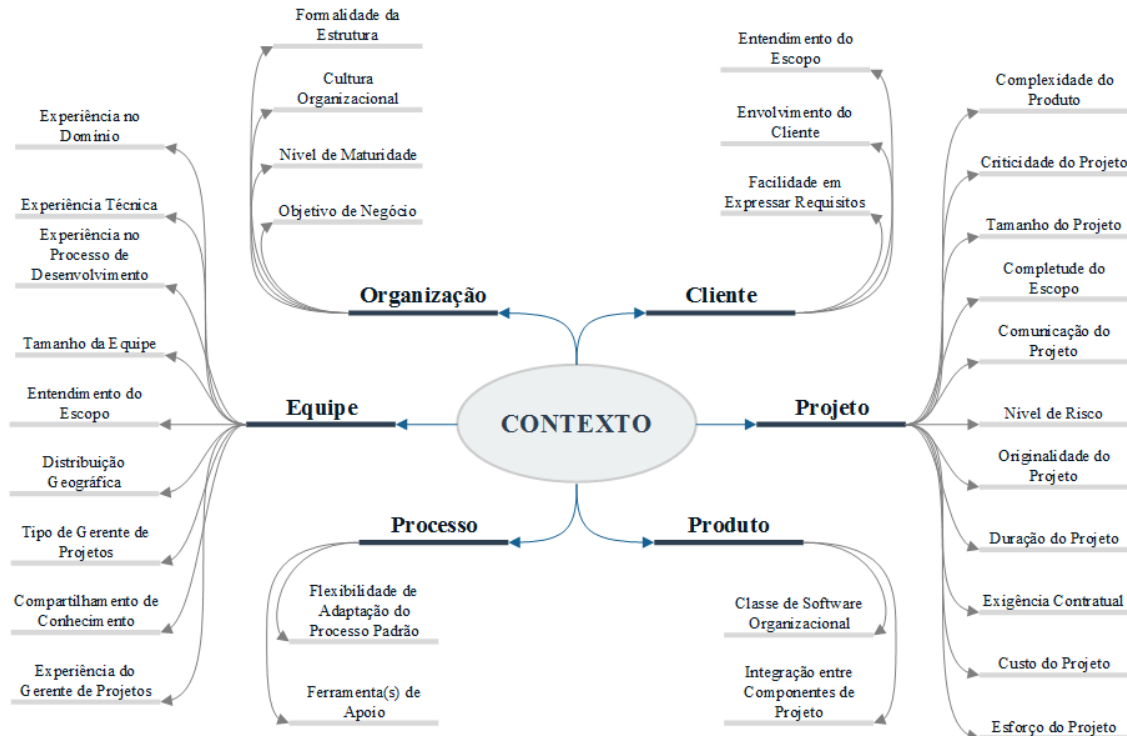 Formalidade da
Estrutura
Cultura
Organizacional
Nível de Maturidade
Objetivo de Negócio
Organização
Entendimento do
Escopo
Envolvimento do
Cliente
Facilidade em
Expressar Requisitos
Cliente
Experiência no
Domínio
Experiência Técnica
Experiência no
Processo de
Desenvolvimento
Tamanho da Equipe
Entendimento do
Escopo
Distribuição
Geográfica
Tipo de Gerente de
Projetos
Compartilhamento de
Conhecimento
Experiência do
Gerente de Projetos
Equipe
CONTEXTO
Projeto
Complexidade do
Produto
Criticidade do Projeto
Tamanho do Projeto
Completude do
Escopo
Comunicação do
Projeto
Nível de Risco
Originalidade do
Projeto
Duração do Projeto
Exigência Contratual
Custo do Projeto
Esforço do Projeto
Processo
Flexibilidade de
Adaptação do
Processo Padrão
Ferramenta(s) de
Apoio
Produto
Classe de Software
Organizacional
Integração entre
Componentes de
Projeto